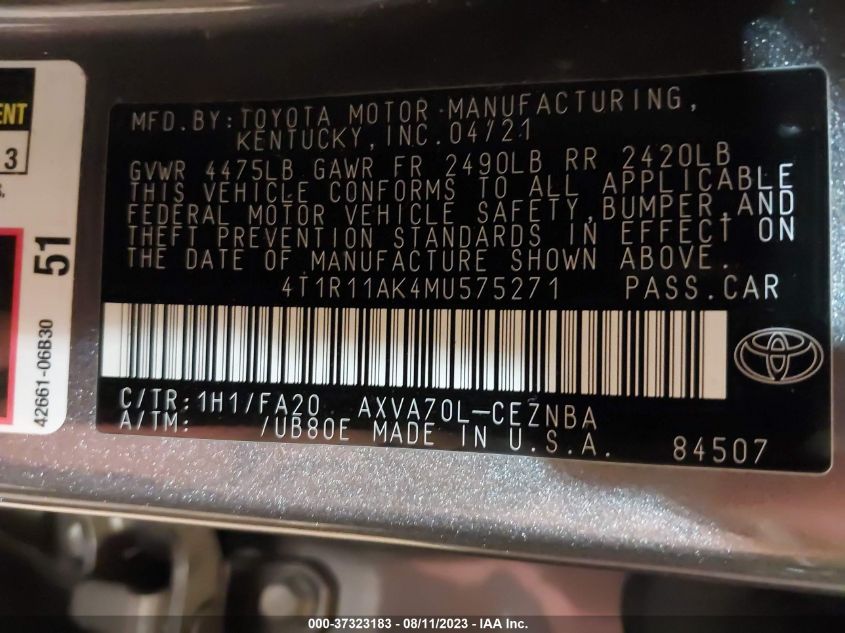 ENT
3
S.
51
42661-06B30
MFD.BY:TOYOTA MOTOR MANUFACTURING,
KENTUCKY,INC.04/21
GVWR 4475LB GAWR FR 2490LB RR 2420LB
THIS VEHICLE CONFORMS TO ALL APPLICABLE
FEDERAL MOTOR VEHICLE SAFETY,BUMPER,AND
THEFT PREVENTION STANDARDS IN EFFECT ON
THE DATE OF MANUFACTURE SHOWN ABOVE.
4T1R11AK4MU575271 PASS.CAR
C/TR:1H1/FA20 AXVA70L-CEZNBA
A/TM: /UB80E MADE IN U.S.A. 84507
000-37323183 - 08/11/2023 - IAA Inc.